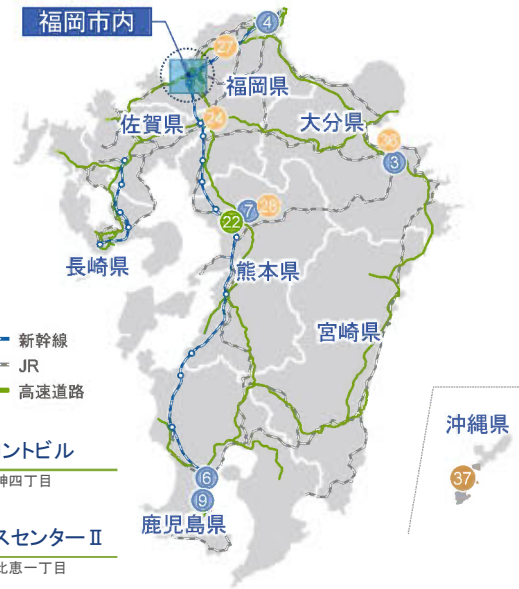 福岡市内
4
27
福岡県
佐賀県
24
大分県
36
3
7
28
22
長崎県
熊本県
宮崎県
新幹線
JR
高速道路
ントビル
神四丁目
沖縄県
37
6
9
鹿児島県
スセンターⅡ
比恵一丁目